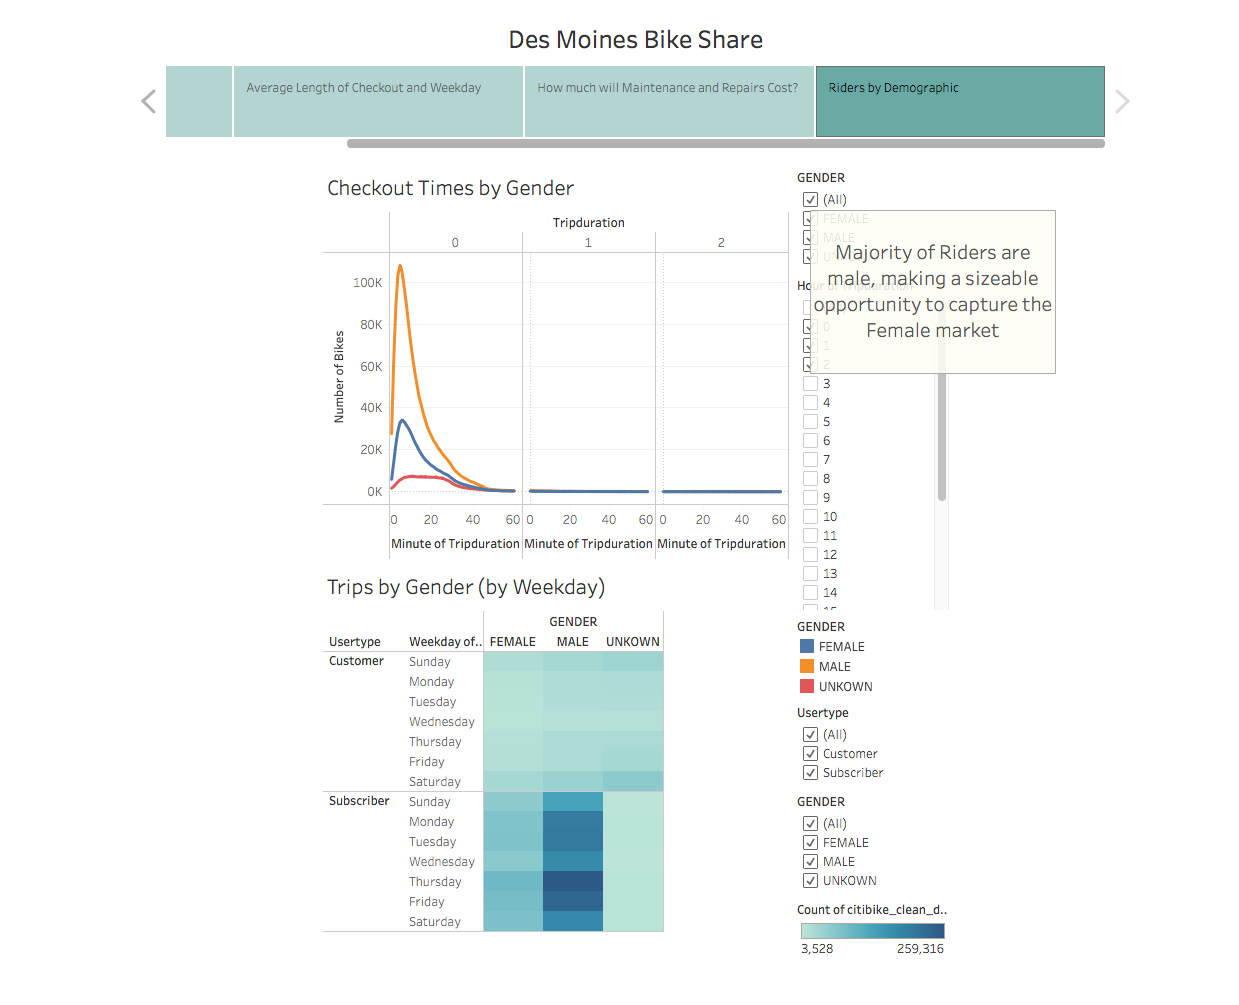 Des Moines Bike Share
Average Length of Checkout and Weekday
How much will Maintenance and Repairs Cost?
Riders by Demographic
Checkout Times by Gender
Tripduration
0 1 2
Number of Bikes
100K
80K
60K
40K
20K
0K
0 20 40 60 0 20 40 60 0 20 40 60
Minute of Tripduration Minute of Tripduration Minute of Tripduration
GENDER
(All)
FEMALE
MALE
Majority of Riders are
male, making a sizeable
opportunity to capture the
Female market
0
1
2
3
4
5
6
7
8
9
10
11
12
13
14
Trips by Gender (by Weekday)
GENDER
Usertype Weekday of.. FEMALE MALE UNKOWN
Customer Sunday
Monday
Tuesday
Wednesday
Thursday
Friday
Saturday
Subscriber Sunday
Monday
Tuesday
Wednesday
Thursday
Friday
Saturday
GENDER
FEMALE
MALE
UNKOWN
Usertype
(All)
Customer
Subscriber
GENDER
(All)
FEMALE
MALE
UNKOWN
Count of citibike_clean_d..
3,528 259,316